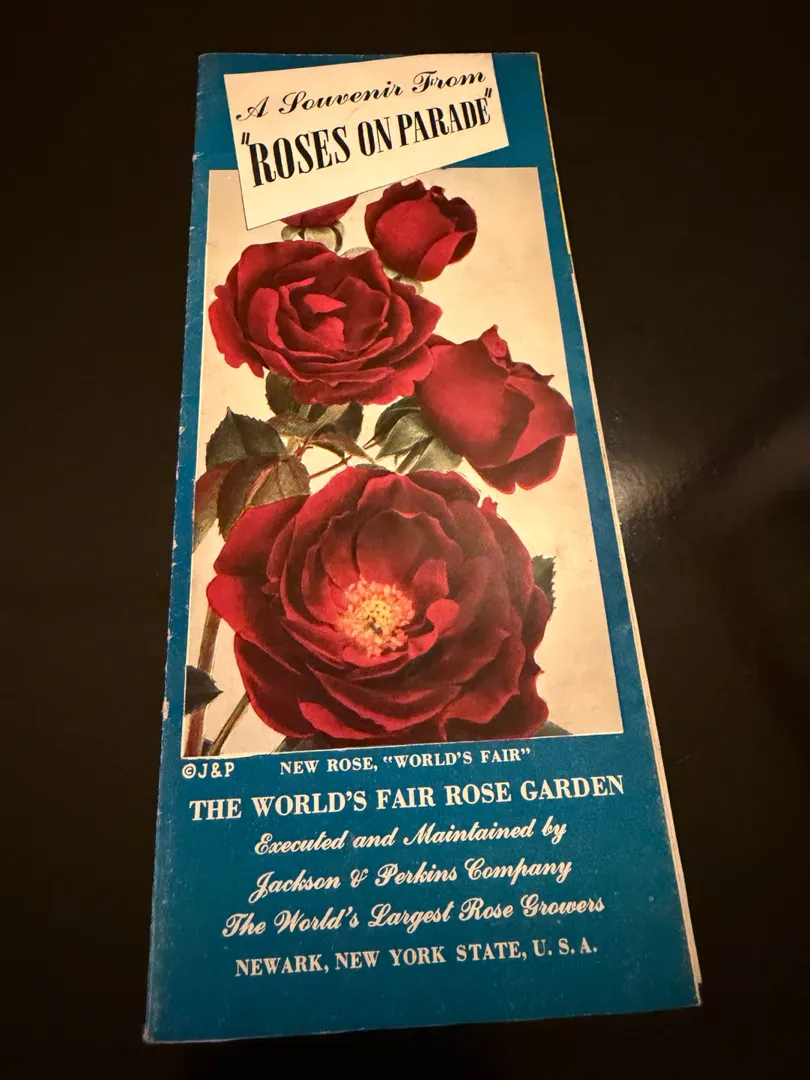 A Souvenir From
"ROSES ON PARADE"
©J&P NEW ROSE, "WORLD'S FAIR"
THE WORLD'S FAIR ROSE GARDEN
Executed and Maintained by
Jackson & Perkins Company
The World's Largest Rose Growers
NEWARK, NEW YORK STATE, U. S. A.